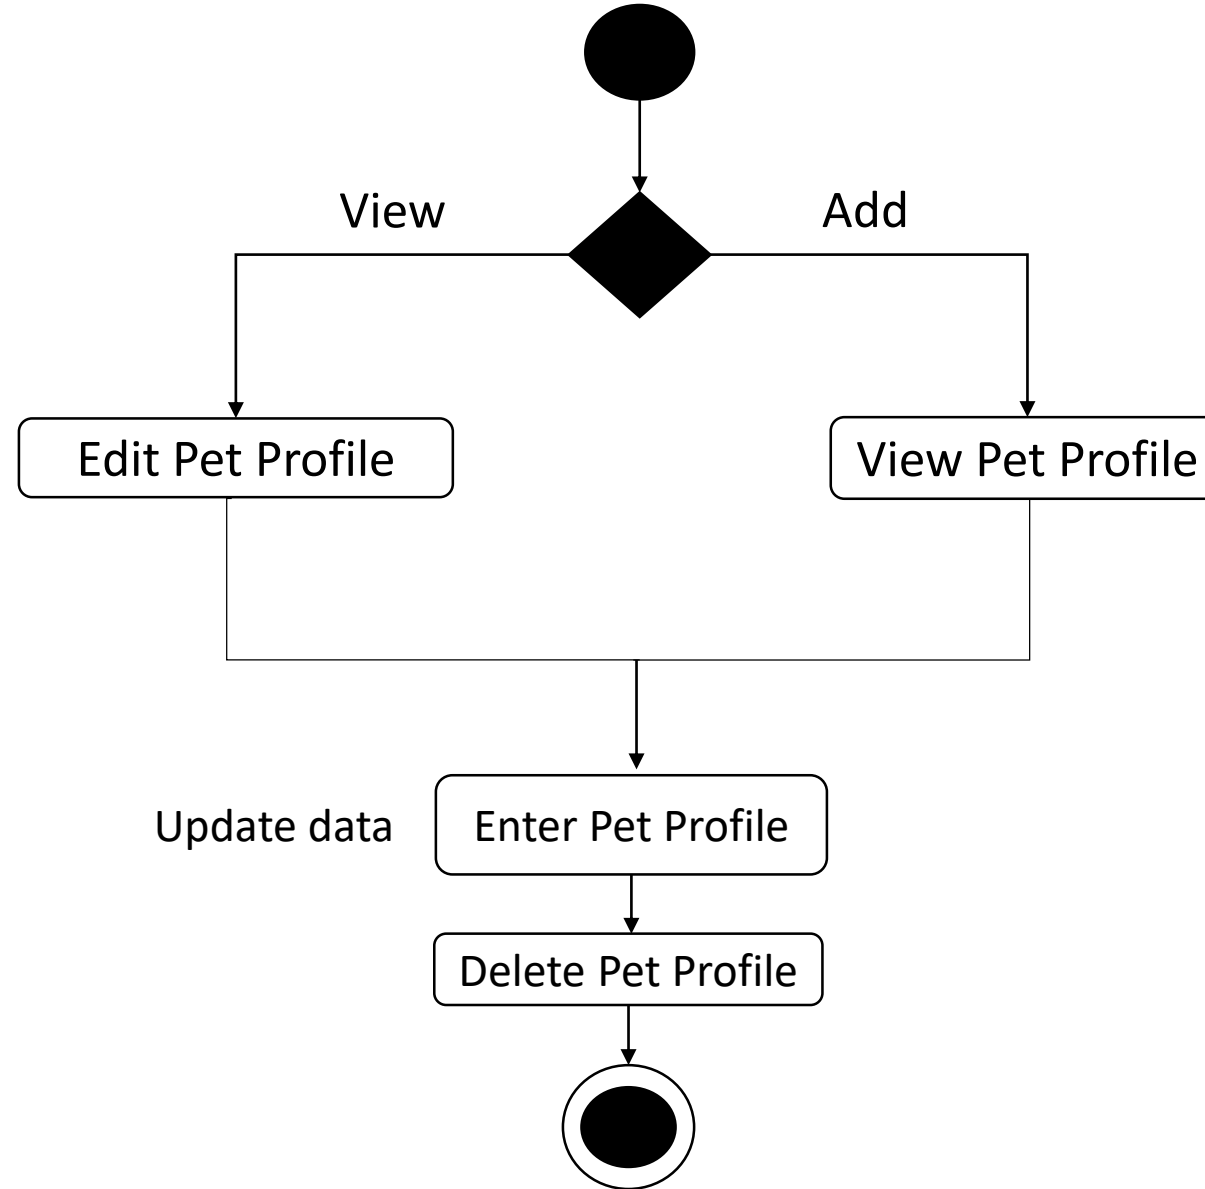 View
Add
Edit Pet Profile
View Pet Profile
Update data
Enter Pet Profile
Delete Pet Profile